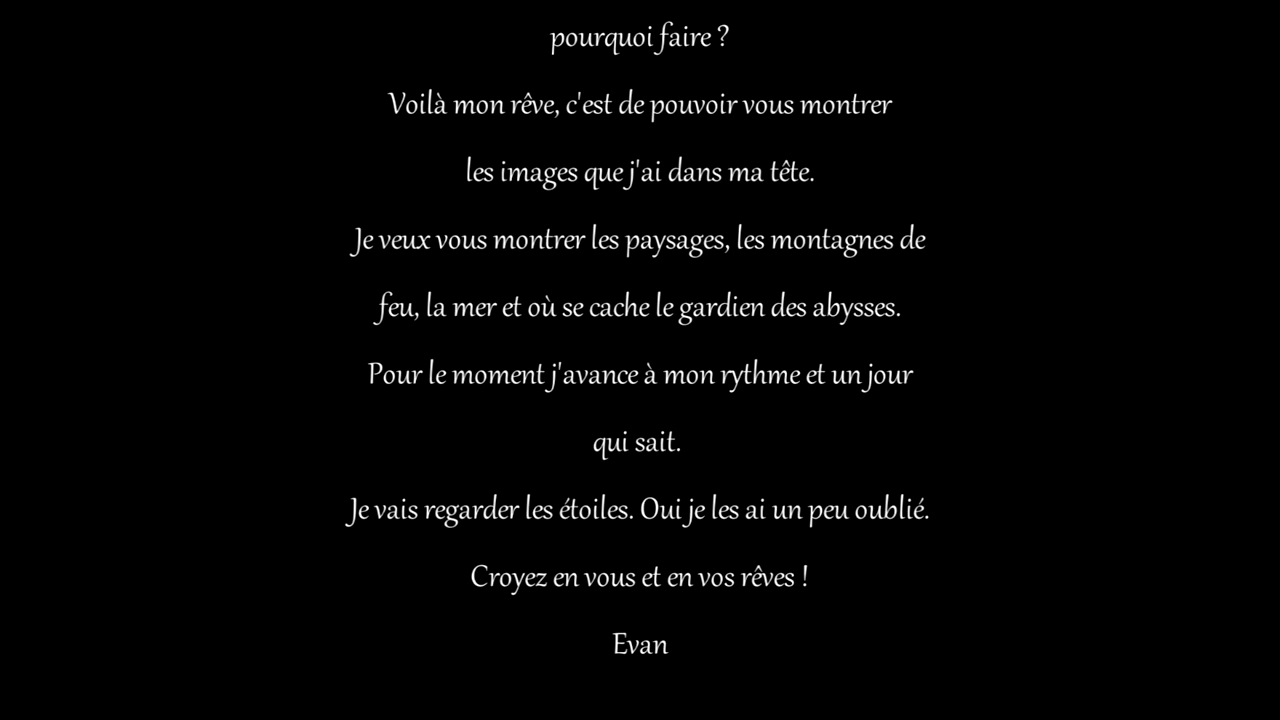 pourquoi faire ?
Voilà mon rêve, c'est de pouvoir vous montrer
les images que j'ai dans ma tête.
Je veux vous montrer les paysages, les montagnes de
feu, la mer et où se cache le gardien des abysses.
Pour le moment j'avance à mon rythme et un jour
qui sait.
Je vais regarder les étoiles. Oui je les ai un peu oublié.
Croyez en vous et en vos rêves !
Evan